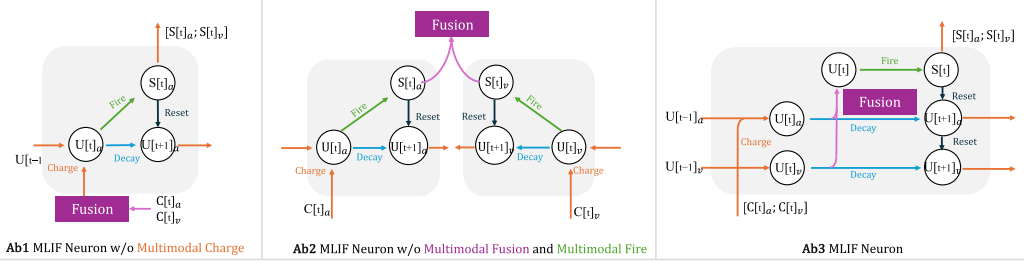 [S[t]a; S[t]v]
S[t]a
Fire
Reset
U[t−1
U[t]a
U[t+1]a
Charge
Decay
Fusion
C[t]a
C[t]v
Ab1 MLIF Neuron w/o Multimodal Charge
Fusion
S[t]a
S[t]v
Fire
Reset
Reset
Fire
U[t]a
U[t+1]a
U[t+1]v
U[t]v
Decay
Decay
Charge
Charge
C[t]a
C[t]v
Ab2 MLIF Neuron w/o Multimodal Fusion and Multimodal Fire
[S[t]a; S[t]v]
U[t]
Fire
S[t]
Reset
Fusion
U[t−1]a
U[t]a
U[t+1]a
Charge
Decay
Reset
U[t−1]v
U[t]v
U[t+1]v
Decay
[C[t]a; C[t]v]
Ab3 MLIF Neuron